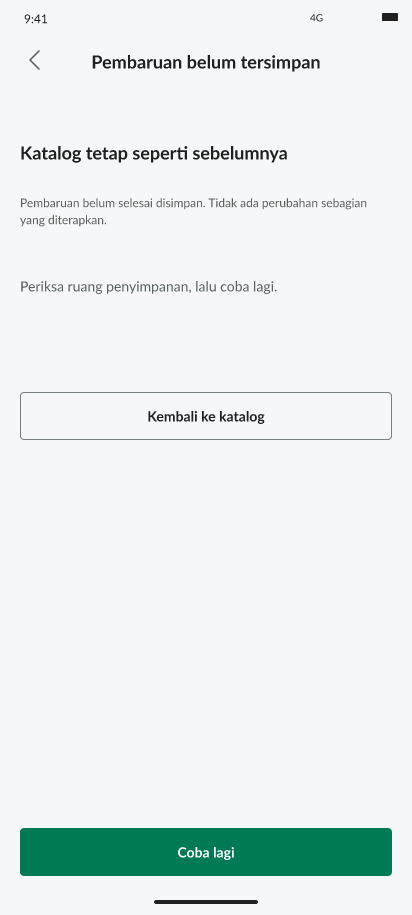 9:41
4G
Pembaruan belum tersimpan
Katalog tetap seperti sebelumnya
Pembaruan belum selesai disimpan. Tidak ada perubahan sebagian
yang diterapkan.
Periksa ruang penyimpanan, lalu coba lagi.
Kembali ke katalog
Coba lagi